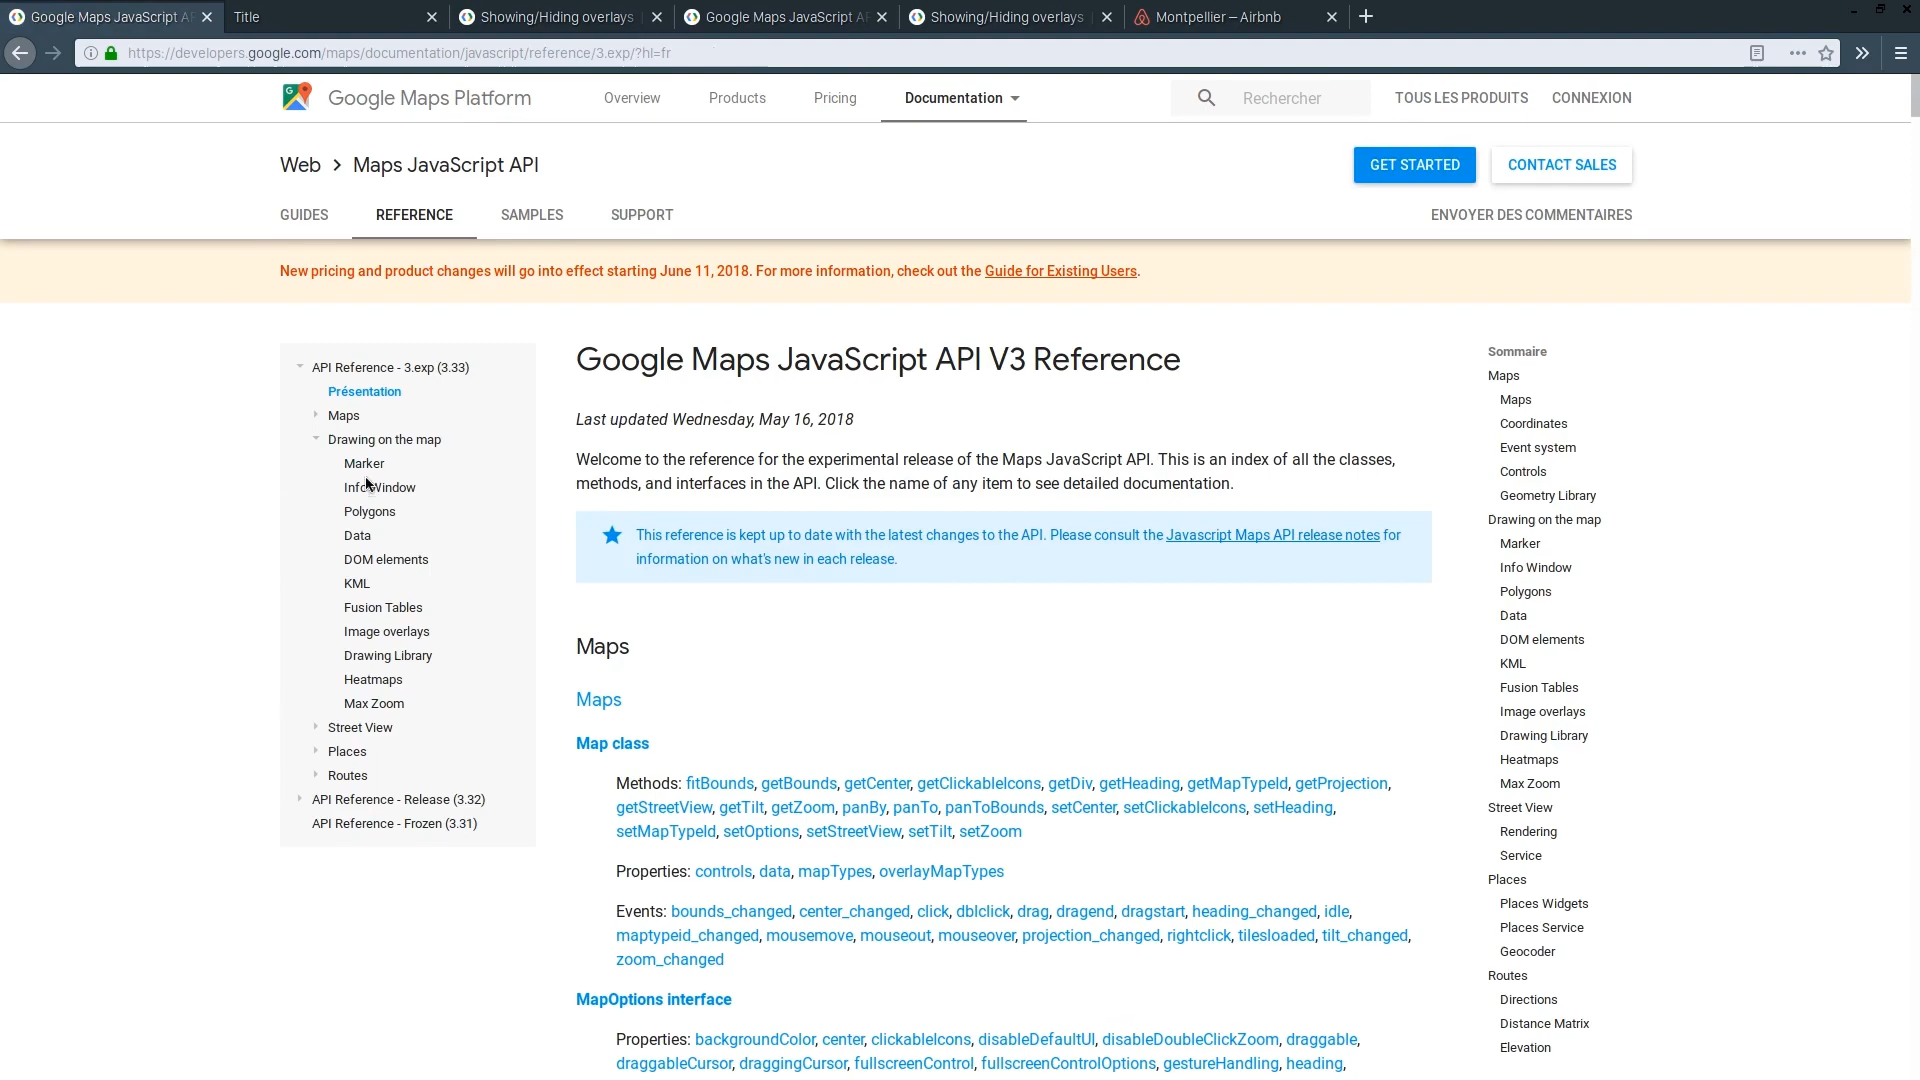 Google Maps JavaScript A
Title
Showing/Hiding overlays
Google Maps JavaScript A
Showing/Hiding overlays
Montpellier – Airbnb
https://developers.google.com/maps/documentation/javascript/reference/3.exp/?hl=fr
Google Maps Platform
Overview
Products
Pricing
Documentation
Rechercher
TOUS LES PRODUITS
CONNEXION
Web
Maps JavaScript API
GET STARTED
CONTACT SALES
GUIDES
REFERENCE
SAMPLES
SUPPORT
ENVOYER DES COMMENTAIRES
New pricing and product changes will go into effect starting June 11, 2018. For more information, check out the Guide for Existing Users.
API Reference - 3.exp (3.33)
Présentation
Maps
Drawing on the map
Marker
Info Window
Polygons
Data
DOM elements
KML
Fusion Tables
Image overlays
Drawing Library
Heatmaps
Max Zoom
Street View
Places
Routes
API Reference - Release (3.32)
API Reference - Frozen (3.31)
Google Maps JavaScript API V3 Reference
Last updated Wednesday, May 16, 2018
Welcome to the reference for the experimental release of the Maps JavaScript API. This is an index of all the classes,
methods, and interfaces in the API. Click the name of any item to see detailed documentation.
This reference is kept up to date with the latest changes to the API. Please consult the Javascript Maps API release notes for
information on what's new in each release.
Maps
Maps
Map class
Methods: fitBounds, getBounds, getCenter, getClickableIcons, getDiv, getHeading, getMapTypeId, getProjection,
getStreetView, getTilt, getZoom, panBy, panTo, panToBounds, setCenter, setClickableIcons, setHeading,
setMapTypeId, setOptions, setStreetView, setTilt, setZoom
Properties: controls, data, mapTypes, overlayMapTypes
Events: bounds_changed, center_changed, click, dblclick, drag, dragend, dragstart, heading_changed, idle,
maptypeid_changed, mousemove, mouseout, mouseover, projection_changed, rightclick, tilesloaded, tilt_changed,
zoom_changed
MapOptions interface
Properties: backgroundColor, center, clickableIcons, disableDefaultUI, disableDoubleClickZoom, draggable,
draggableCursor, draggingCursor, fullscreenControl, fullscreenControlOptions, gestureHandling, heading,
Sommaire
Maps
Maps
Coordinates
Event system
Controls
Geometry Library
Drawing on the map
Marker
Info Window
Polygons
Data
DOM elements
KML
Fusion Tables
Image overlays
Drawing Library
Heatmaps
Max Zoom
Street View
Rendering
Service
Places
Places Widgets
Places Service
Geocoder
Routes
Directions
Distance Matrix
Elevation